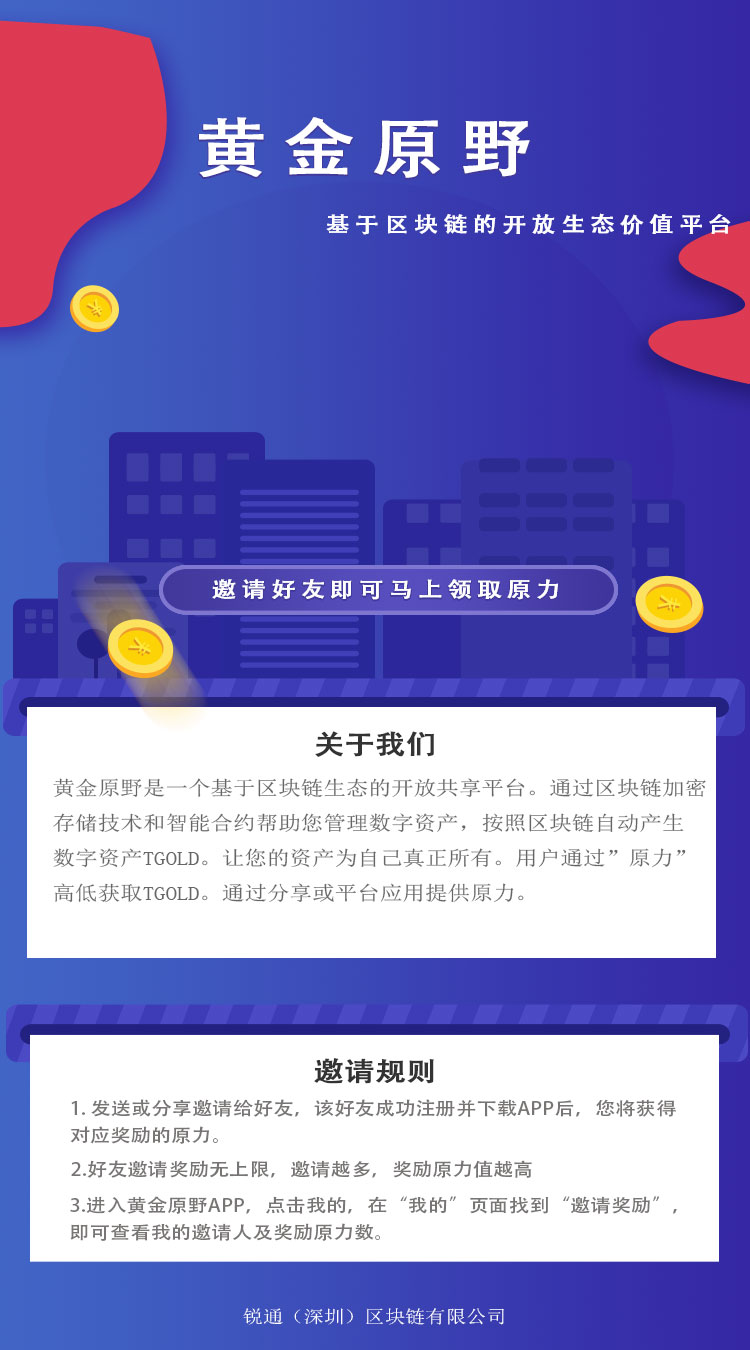 黄金原野
基于区块链的开放生态价值平台
邀请好友即可马上领取原力
关于我们
黄金原野是一个基于区块链生态的开放共享平台。通过区块链加密
存储技术和智能合约帮助您管理数字资产，按照区块链自动产生
数字资产TGOLD。让您的资产为自己真正所有。用户通过”原力”
高低获取TGOLD。通过分享或平台应用提供原力。
邀请规则
1. 发送或分享邀请给好友，该好友成功注册并下载APP后，您将获得
对应奖励的原力。
2.好友邀请奖励无上限，邀请越多，奖励原力值越高
3.进入黄金原野APP，点击我的，在“我的”页面找到“邀请奖励”，
即可查看我的邀请人及奖励原力数。
锐通（深圳）区块链有限公司